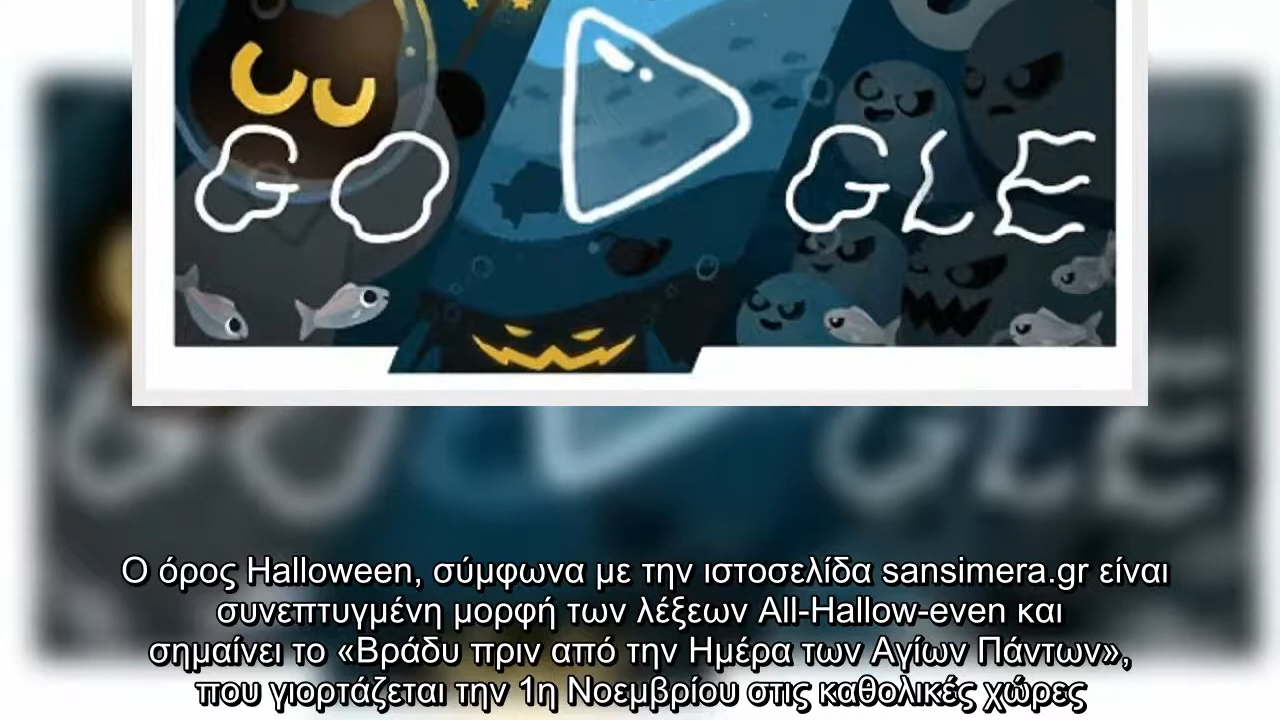 GO GLE
Ο όρος Halloween, σύμφωνα με την ιστοσελίδα sansimera.gr είναι
συνεπτυγμένη μορφή των λέξεων All-Hallow-even και
σημαίνει το «Βράδυ πριν από την Ημέρα των Αγίων Πάντων»,
που γιορτάζεται την 1η Νοεμβρίου στις καθολικές χώρες